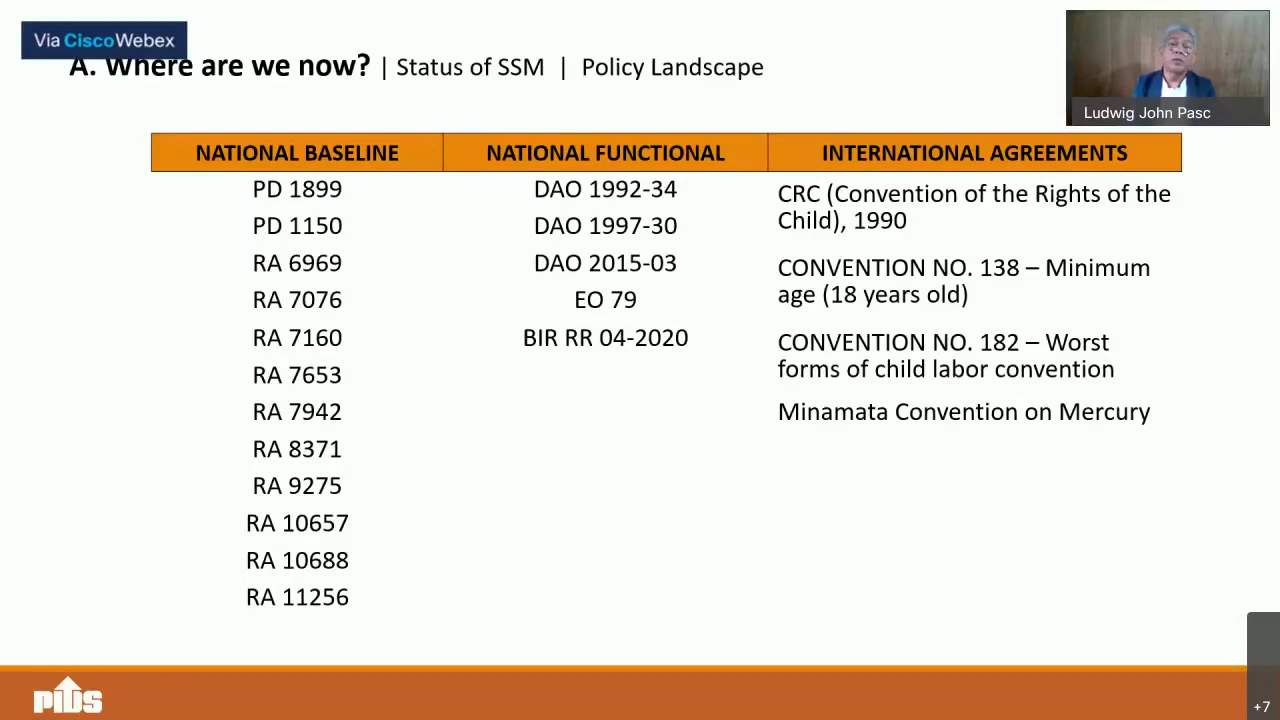 Via CiscoWebex
A. Where are we now? | Status of SSM | Policy Landscape
Ludwig John Pasc
NATIONAL BASELINE NATIONAL FUNCTIONAL INTERNATIONAL AGREEMENTS
PD 1899
PD 1150
RA 6969
RA 7076
RA 7160
RA 7653
RA 7942
RA 8371
RA 9275
RA 10657
RA 10688
RA 11256
DAO 1992-34
DAO 1997-30
DAO 2015-03
EO 79
BIR RR 04-2020
CRC (Convention of the Rights of the
Child), 1990
CONVENTION NO. 138 – Minimum
age (18 years old)
CONVENTION NO. 182 – Worst
forms of child labor convention
Minamata Convention on Mercury
PIDS
+7